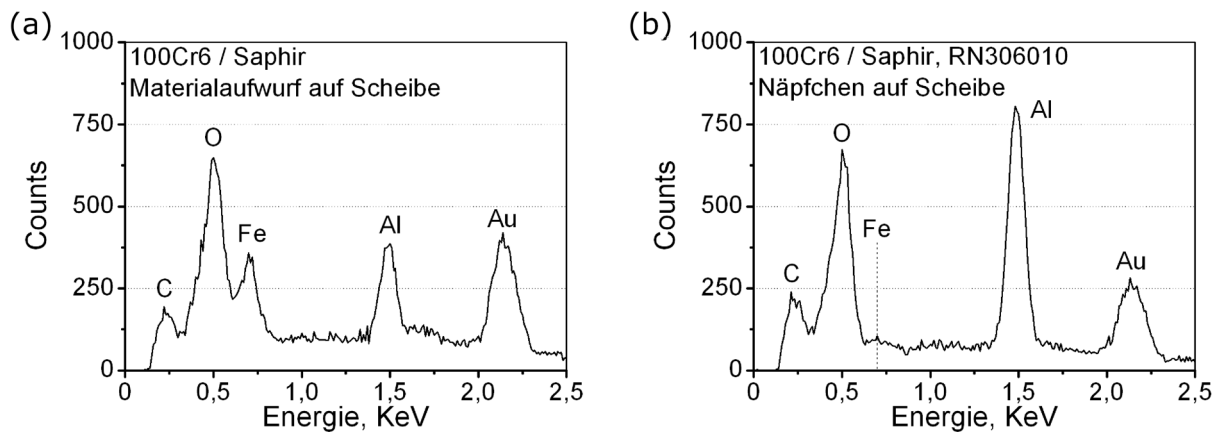 (a)
100Cr6 / Saphir
Materialaufwurf auf Scheibe
1000
750
500
250
0
Counts
C
O
Fe
Al
Au
0
0,5
1,0
1,5
2,0
2,5
Energie, KeV
(b)
100Cr6 / Saphir, RN306010
Näpfchen auf Scheibe
1000
750
500
250
0
Counts
C
O
Fe
Al
Au
0
0,5
1,0
1,5
2,0
2,5
Energie, KeV